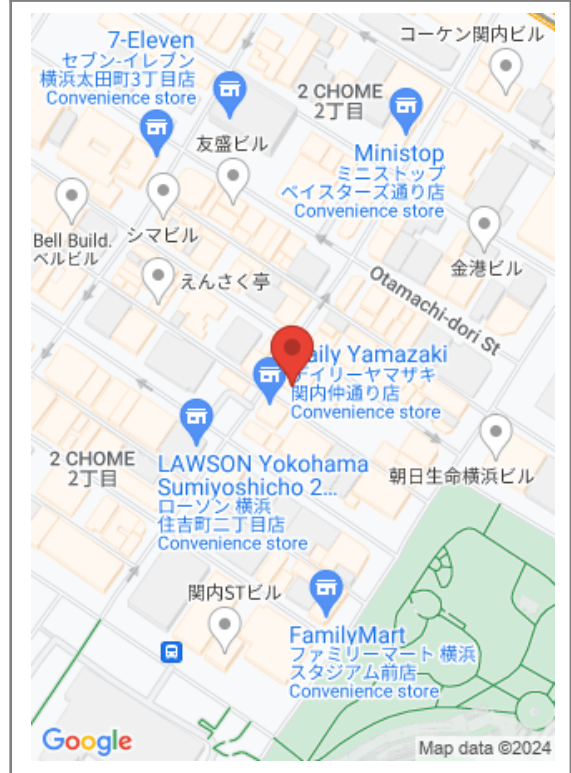 コーケン関内ビル
7-Eleven
セブン-イレブン
横浜太田町3丁目店
Convenience store
2 CHOME
2丁目
友盛ビル
Ministop
ミニストップ
ベイスターズ通り店
Convenience store
Bell Build.
ベルビル
シマビル
金港ビル
えんさく亭
Otamachi-dori St
aily Yamazaki
デイリーヤマザキ
関内仲通り店
Convenience store
2 CHOME
2丁目
LAWSON Yokohama
Sumiyoshicho 2...
ローソン 横浜
住吉町二丁目店
Convenience store
朝日生命横浜ビル
関内STビル
FamilyMart
ファミリーマート 横浜
スタジアム前店
Convenience store
Google
Map data ©2024